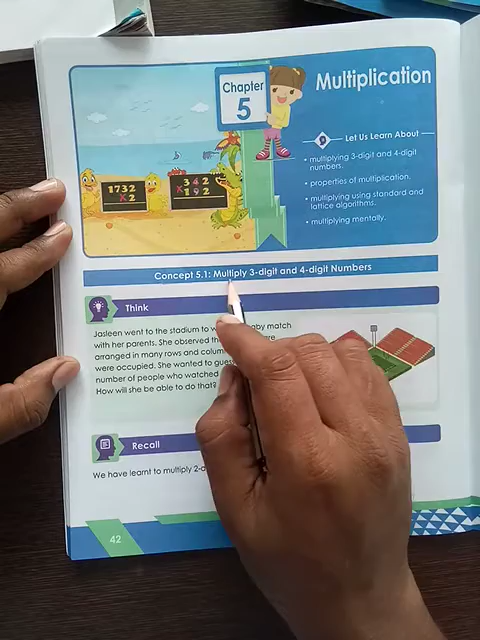 Chapter
5
Multiplication
Let Us Learn About
• multiplying 3-digit and 4-digit
numbers.
• properties of multiplication.
• multiplying using standard and
lattice algorithms.
• multiplying mentally.
1732
x 2
342
x 192
Concept 5.1: Multiply 3-digit and 4-digit Numbers
Think
Jasleen went to the stadium to match
with her parents. She observed
arranged in many rows and
were occupied. She wanted to guess
number of people who watched
How will she be able to do that?
Recall
We have learnt to multiply
42